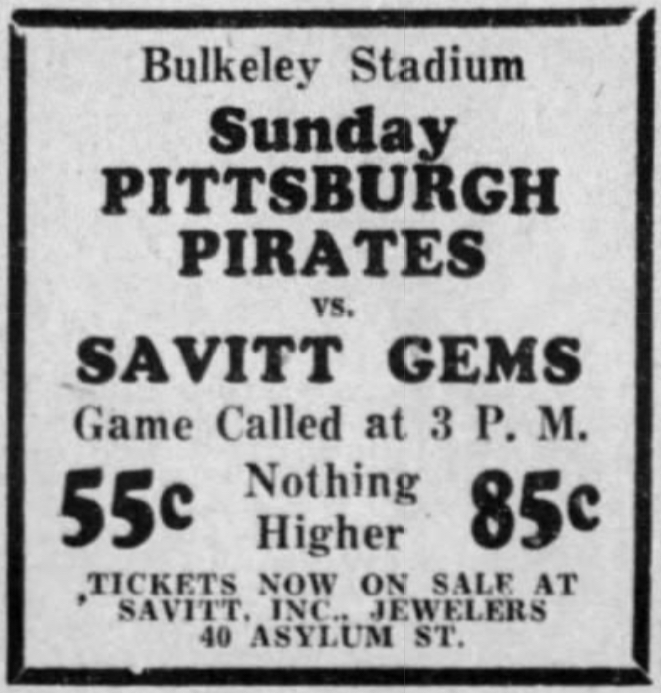 Bulkeley Stadium
Sunday
PITTSBURGH
PIRATES
vs.
SAVITT GEMS
Game Called at 3 P. M.
55c Nothing Higher 85c
TICKETS NOW ON SALE AT
SAVITT, INC., JEWELERS
40 ASYLUM ST.